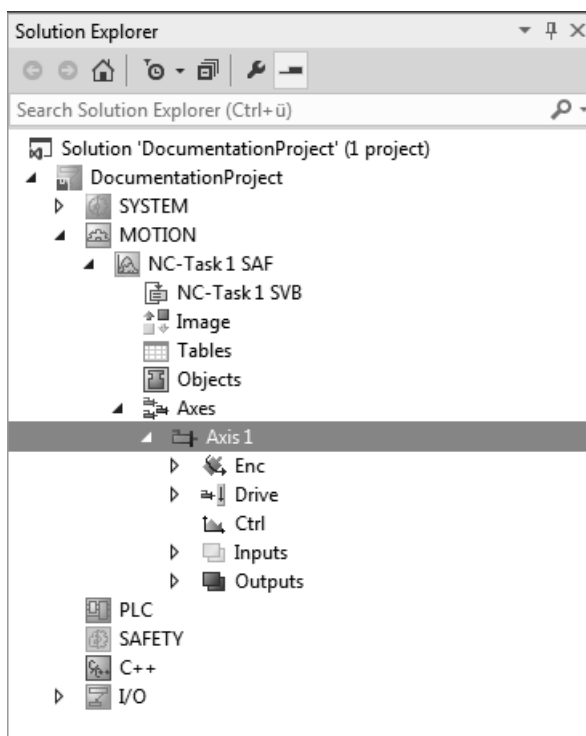 Solution Explorer
Search Solution Explorer (Ctrl+ü)
Solution 'DocumentationProject' (1 project)
DocumentationProject
SYSTEM
MOTION
NC-Task 1 SAF
NC-Task 1 SVB
Image
Tables
Objects
Axes
Axis 1
Enc
Drive
Ctrl
Inputs
Outputs
PLC
SAFETY
C++
I/O